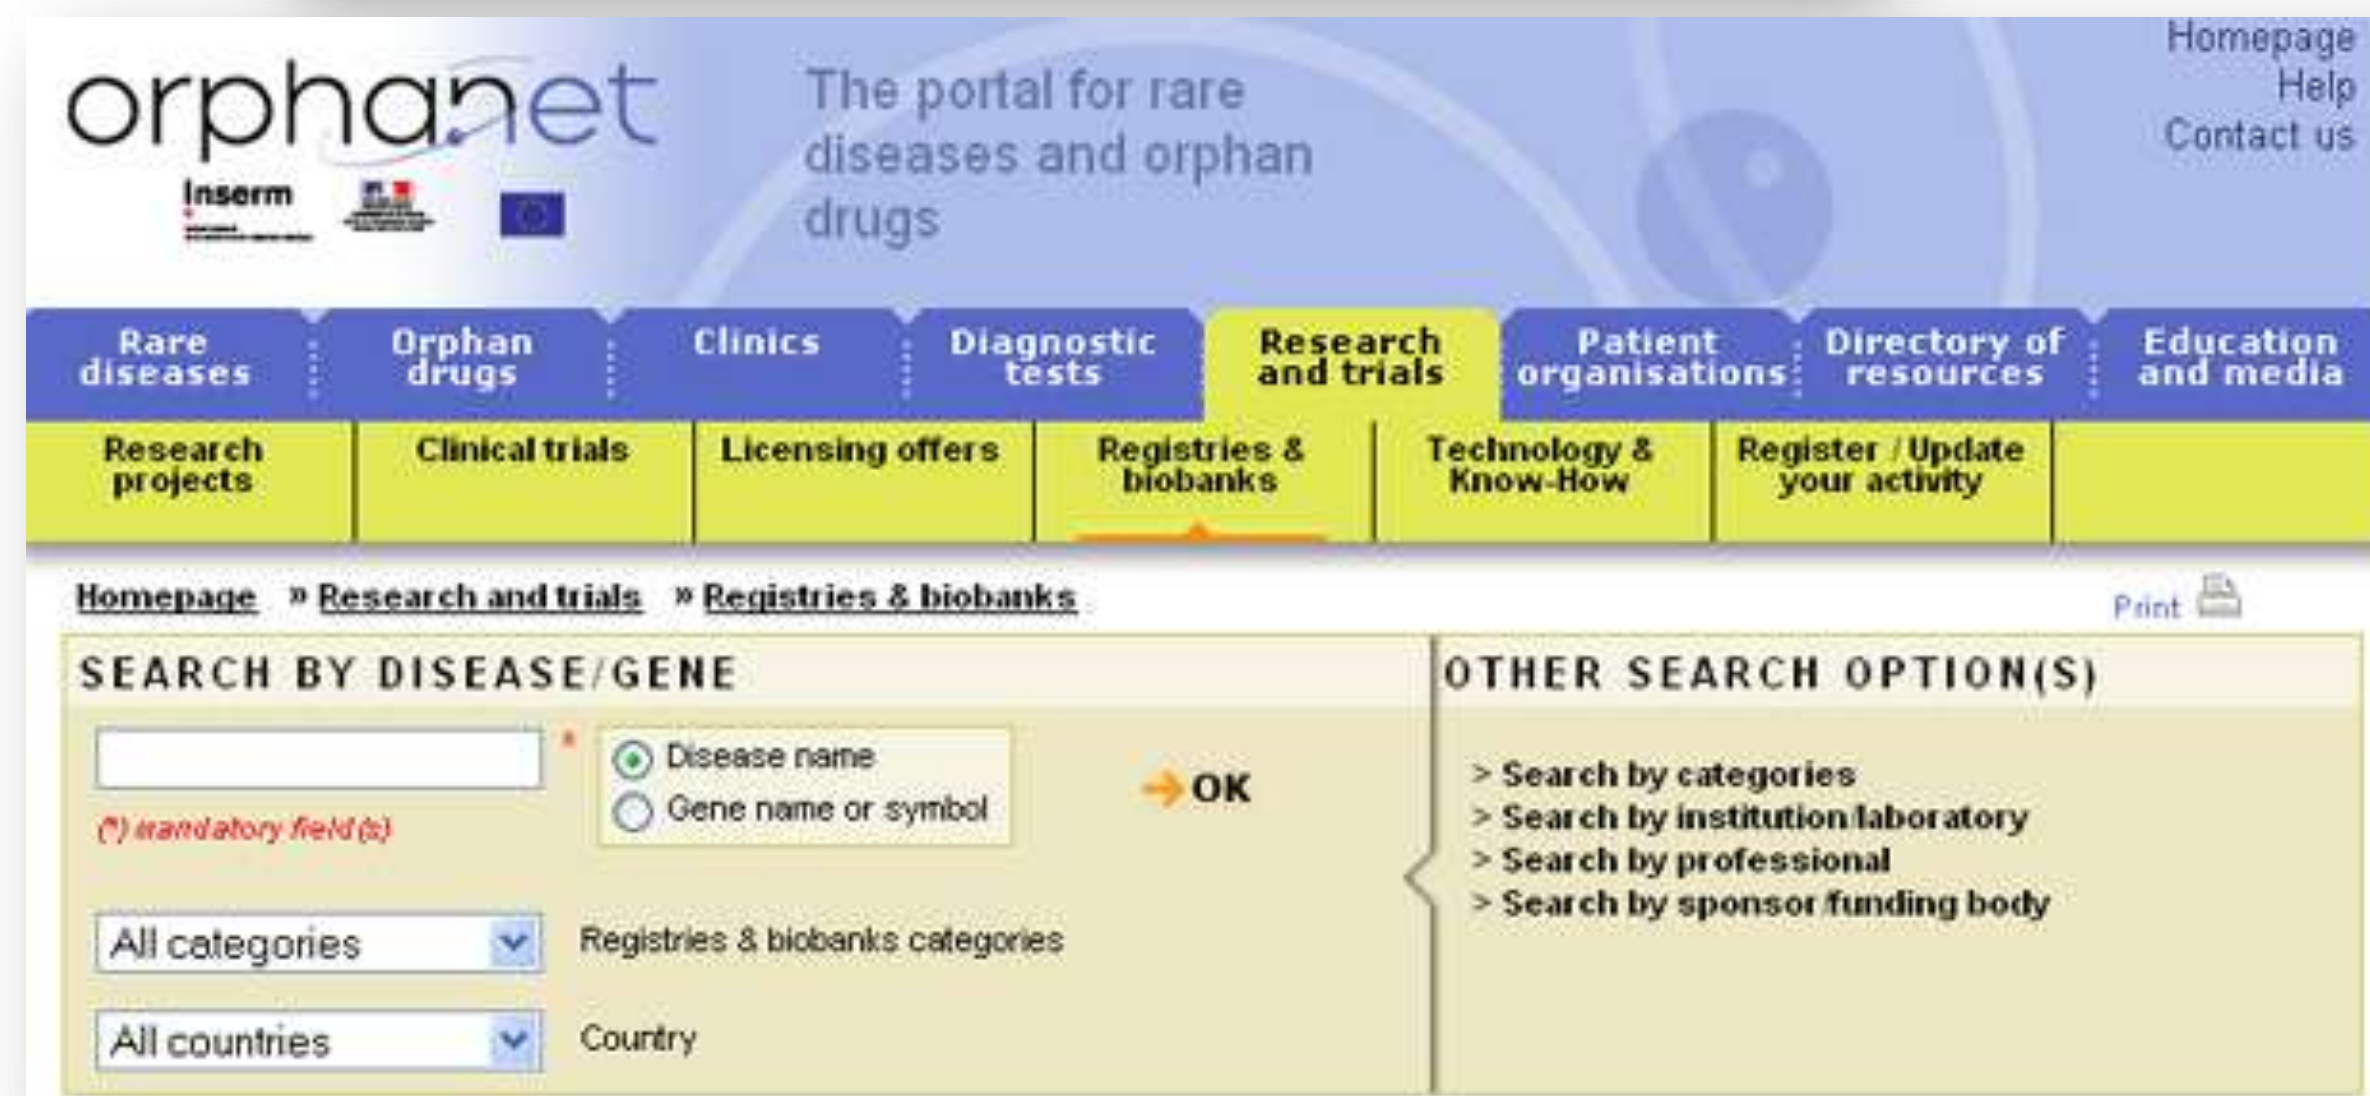 Homepage
Help
Contact us
orphanet
The portal for rare
diseases and orphan
drugs
Inserm
Rare
diseases
Orphan
drugs
Clinics
Diagnostic
tests
Research
and trials
Patient
organisations
Directory of
resources
Education
and media
Research
projects
Clinical trials
Licensing offers
Registries &
biobanks
Technology &
Know-How
Register / Update
your activity
Homepage » Research and trials » Registries & biobanks
Print
SEARCH BY DISEASE/GENE
*
Disease name
Gene name or symbol
OK
(*) mandatory field(s)
All categories
Registries & biobanks categories
All countries
Country
OTHER SEARCH OPTION(S)
> Search by categories
> Search by institution/laboratory
> Search by professional
> Search by sponsor/funding body